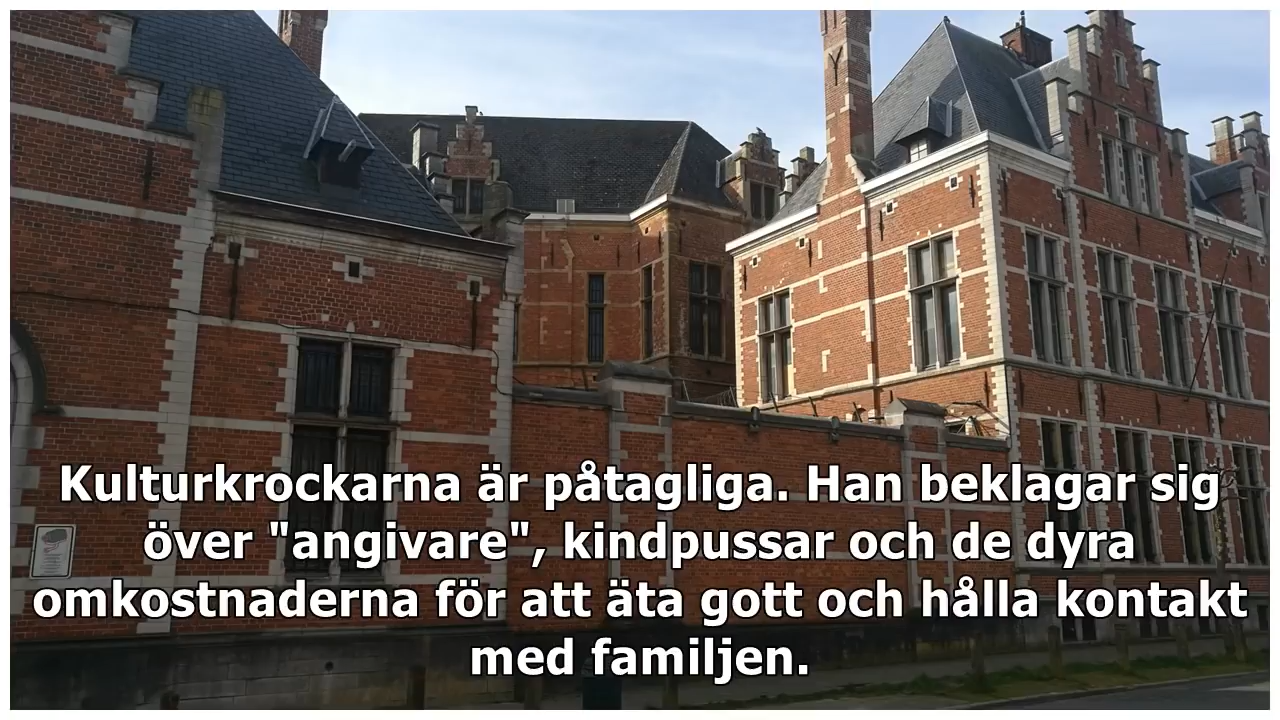 Kulturkrockarna är påtagliga. Han beklagar sig
över "angivare", kindpussar och de dyra
omkostnaderna för att äta gott och hålla kontakt
med familjen.